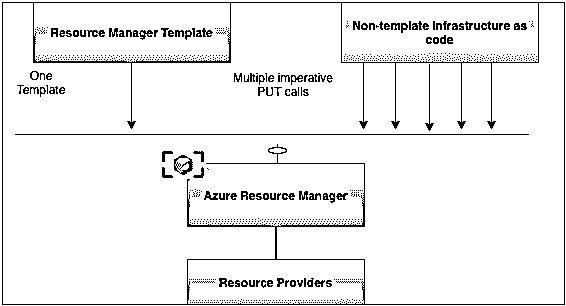 Resource Manager Template
Non-template Infrastructure as
code
One
Template
Multiple imperative
PUT calls
Azure Resource Manager
Resource Providers